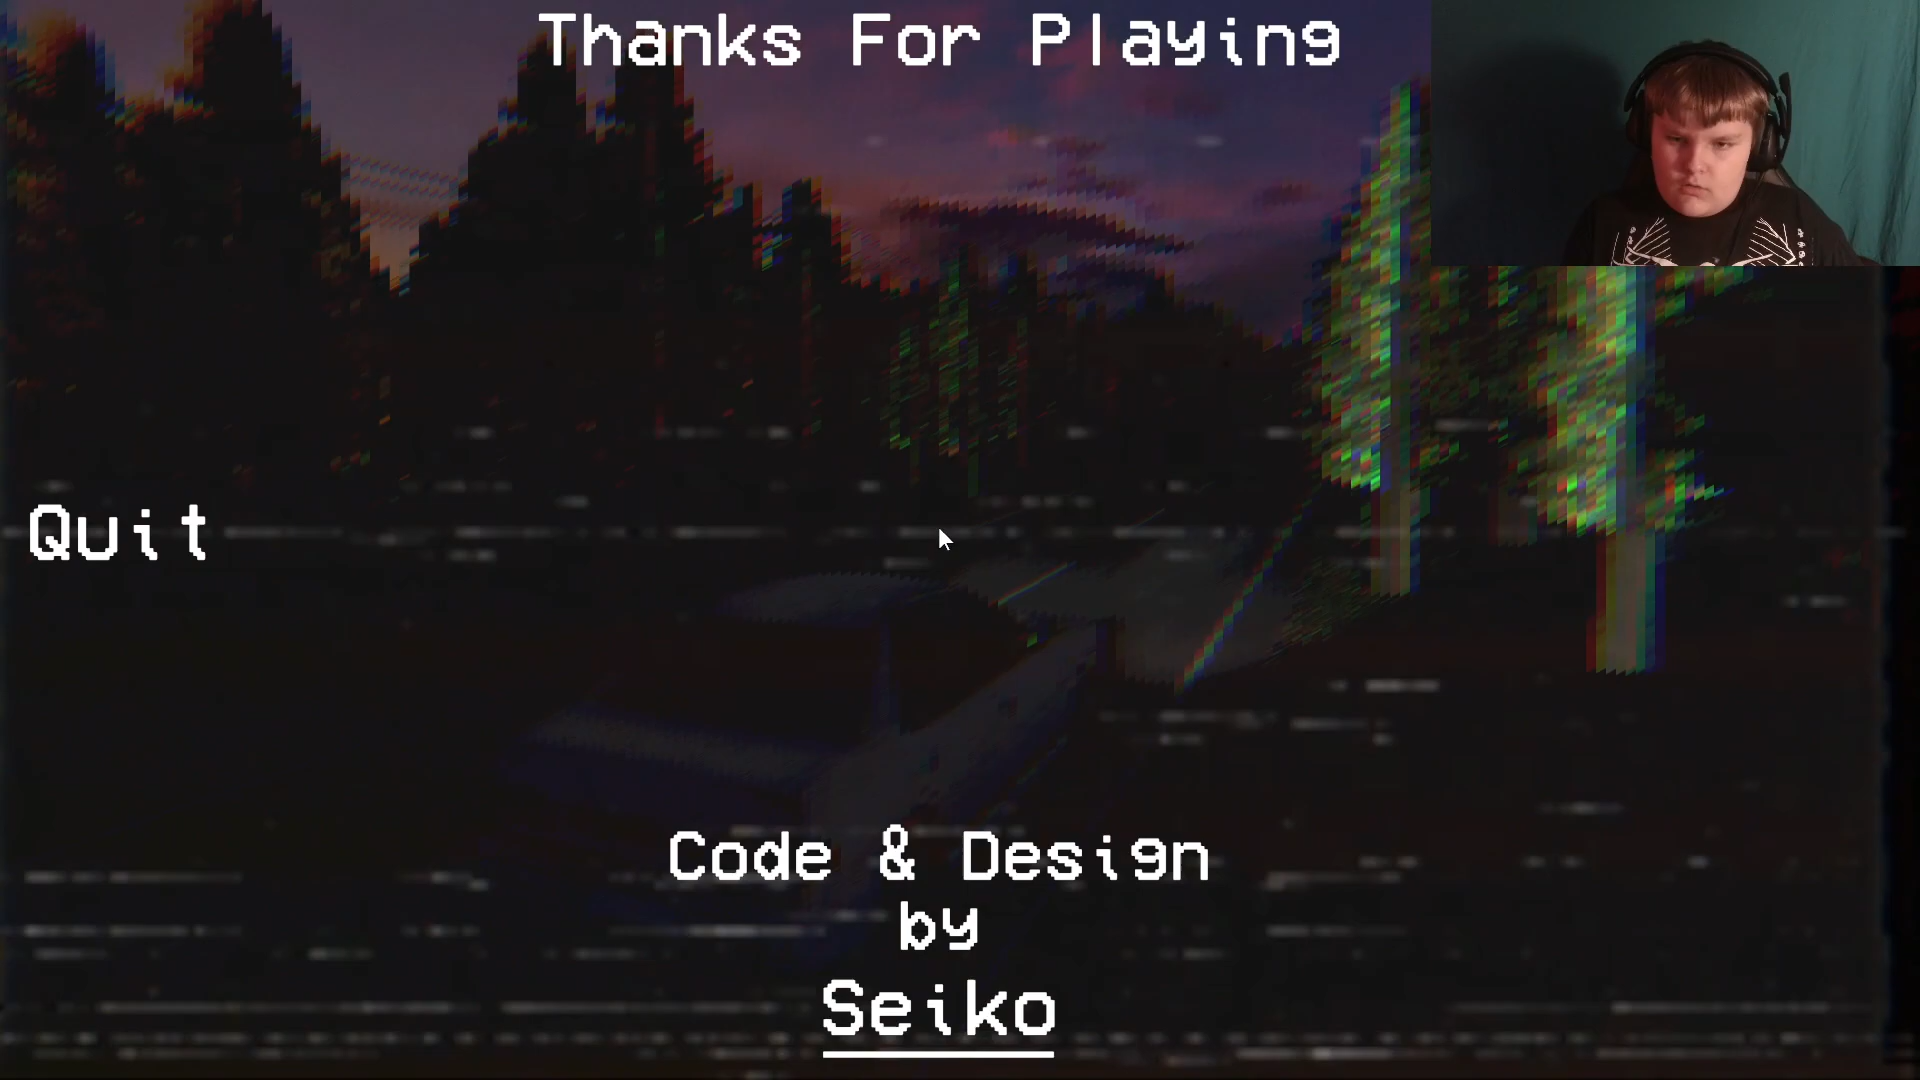 Thanks For Playing
Quit
Code & Design
by
Seiko